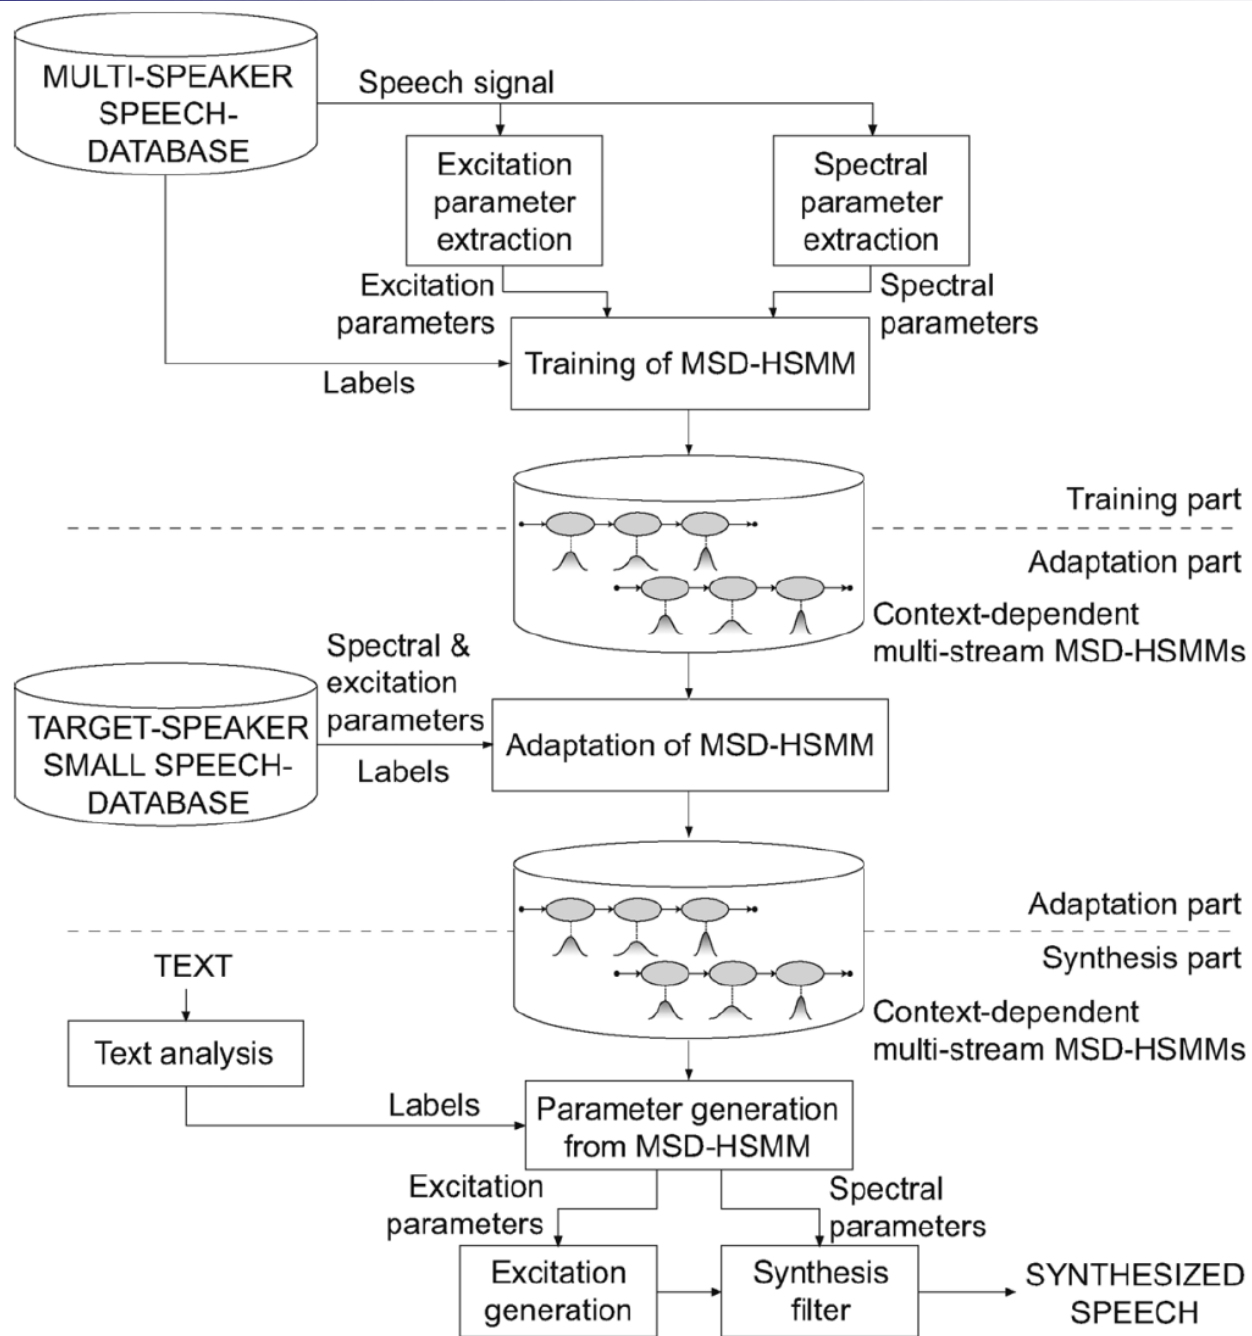 MULTI-SPEAKER
SPEECH-
DATABASE
Speech signal
Excitation
parameter
extraction
Spectral
parameter
extraction
Excitation
parameters
Spectral
parameters
Labels
Training of MSD-HSMM
Training part
Adaptation part
Context-dependent
multi-stream MSD-HSMMs
Spectral &
excitation
parameters
Labels
TARGET-SPEAKER
SMALL SPEECH-
DATABASE
Adaptation of MSD-HSMM
Adaptation part
Synthesis part
Context-dependent
multi-stream MSD-HSMMs
TEXT
Text analysis
Labels
Parameter generation
from MSD-HSMM
Excitation
parameters
Spectral
parameters
Excitation
generation
Synthesis
filter
SYNTHESIZED
SPEECH